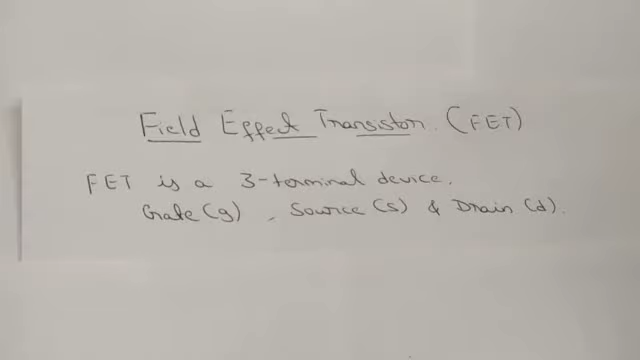 Field Effect Transistor. (FET)
FET is a 3-terminal device.
Gate (g), Source (s) & Drain (d).